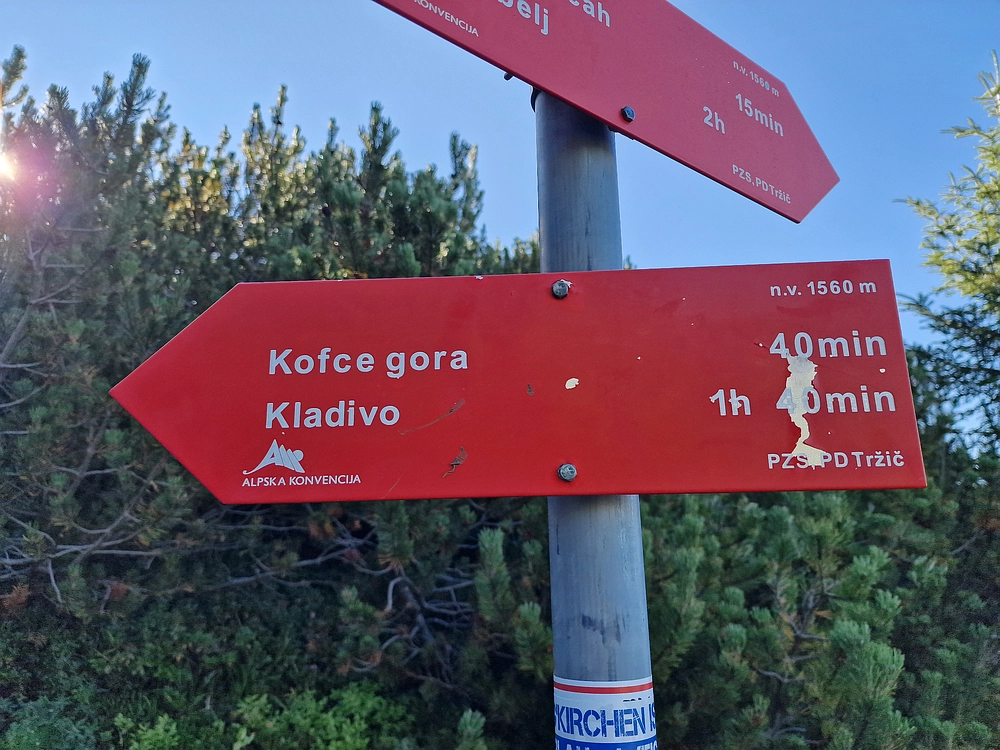 KONVENCIJA
n.v. 1560 m
15min
2h
PZS, PD Tržič
n.v. 1560 m
Kofce gora 40min
Kladivo 1h 40min
ALPSKA KONVENCIJA
PZS, PD Tržič
KIRCHEN